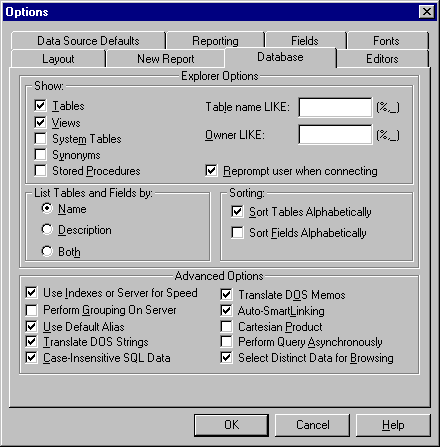 Options
Data Source Defaults Reporting Fields Fonts
Layout New Report Database Editors
Explorer Options
Show:
Tables Table name LIKE: (%,_)
Views
System Tables Owner LIKE: (%,_)
Synonyms
Stored Procedures Reprompt user when connecting
List Tables and Fields by: Sorting:
Name Sort Tables Alphabetically
Description Sort Fields Alphabetically
Both
Advanced Options
Use Indexes or Server for Speed Translate DOS Memos
Perform Grouping On Server Auto-SmartLinking
Use Default Alias Cartesian Product
Translate DOS Strings Perform Query Asynchronously
Case-Insensitive SQL Data Select Distinct Data for Browsing
OK Cancel Help